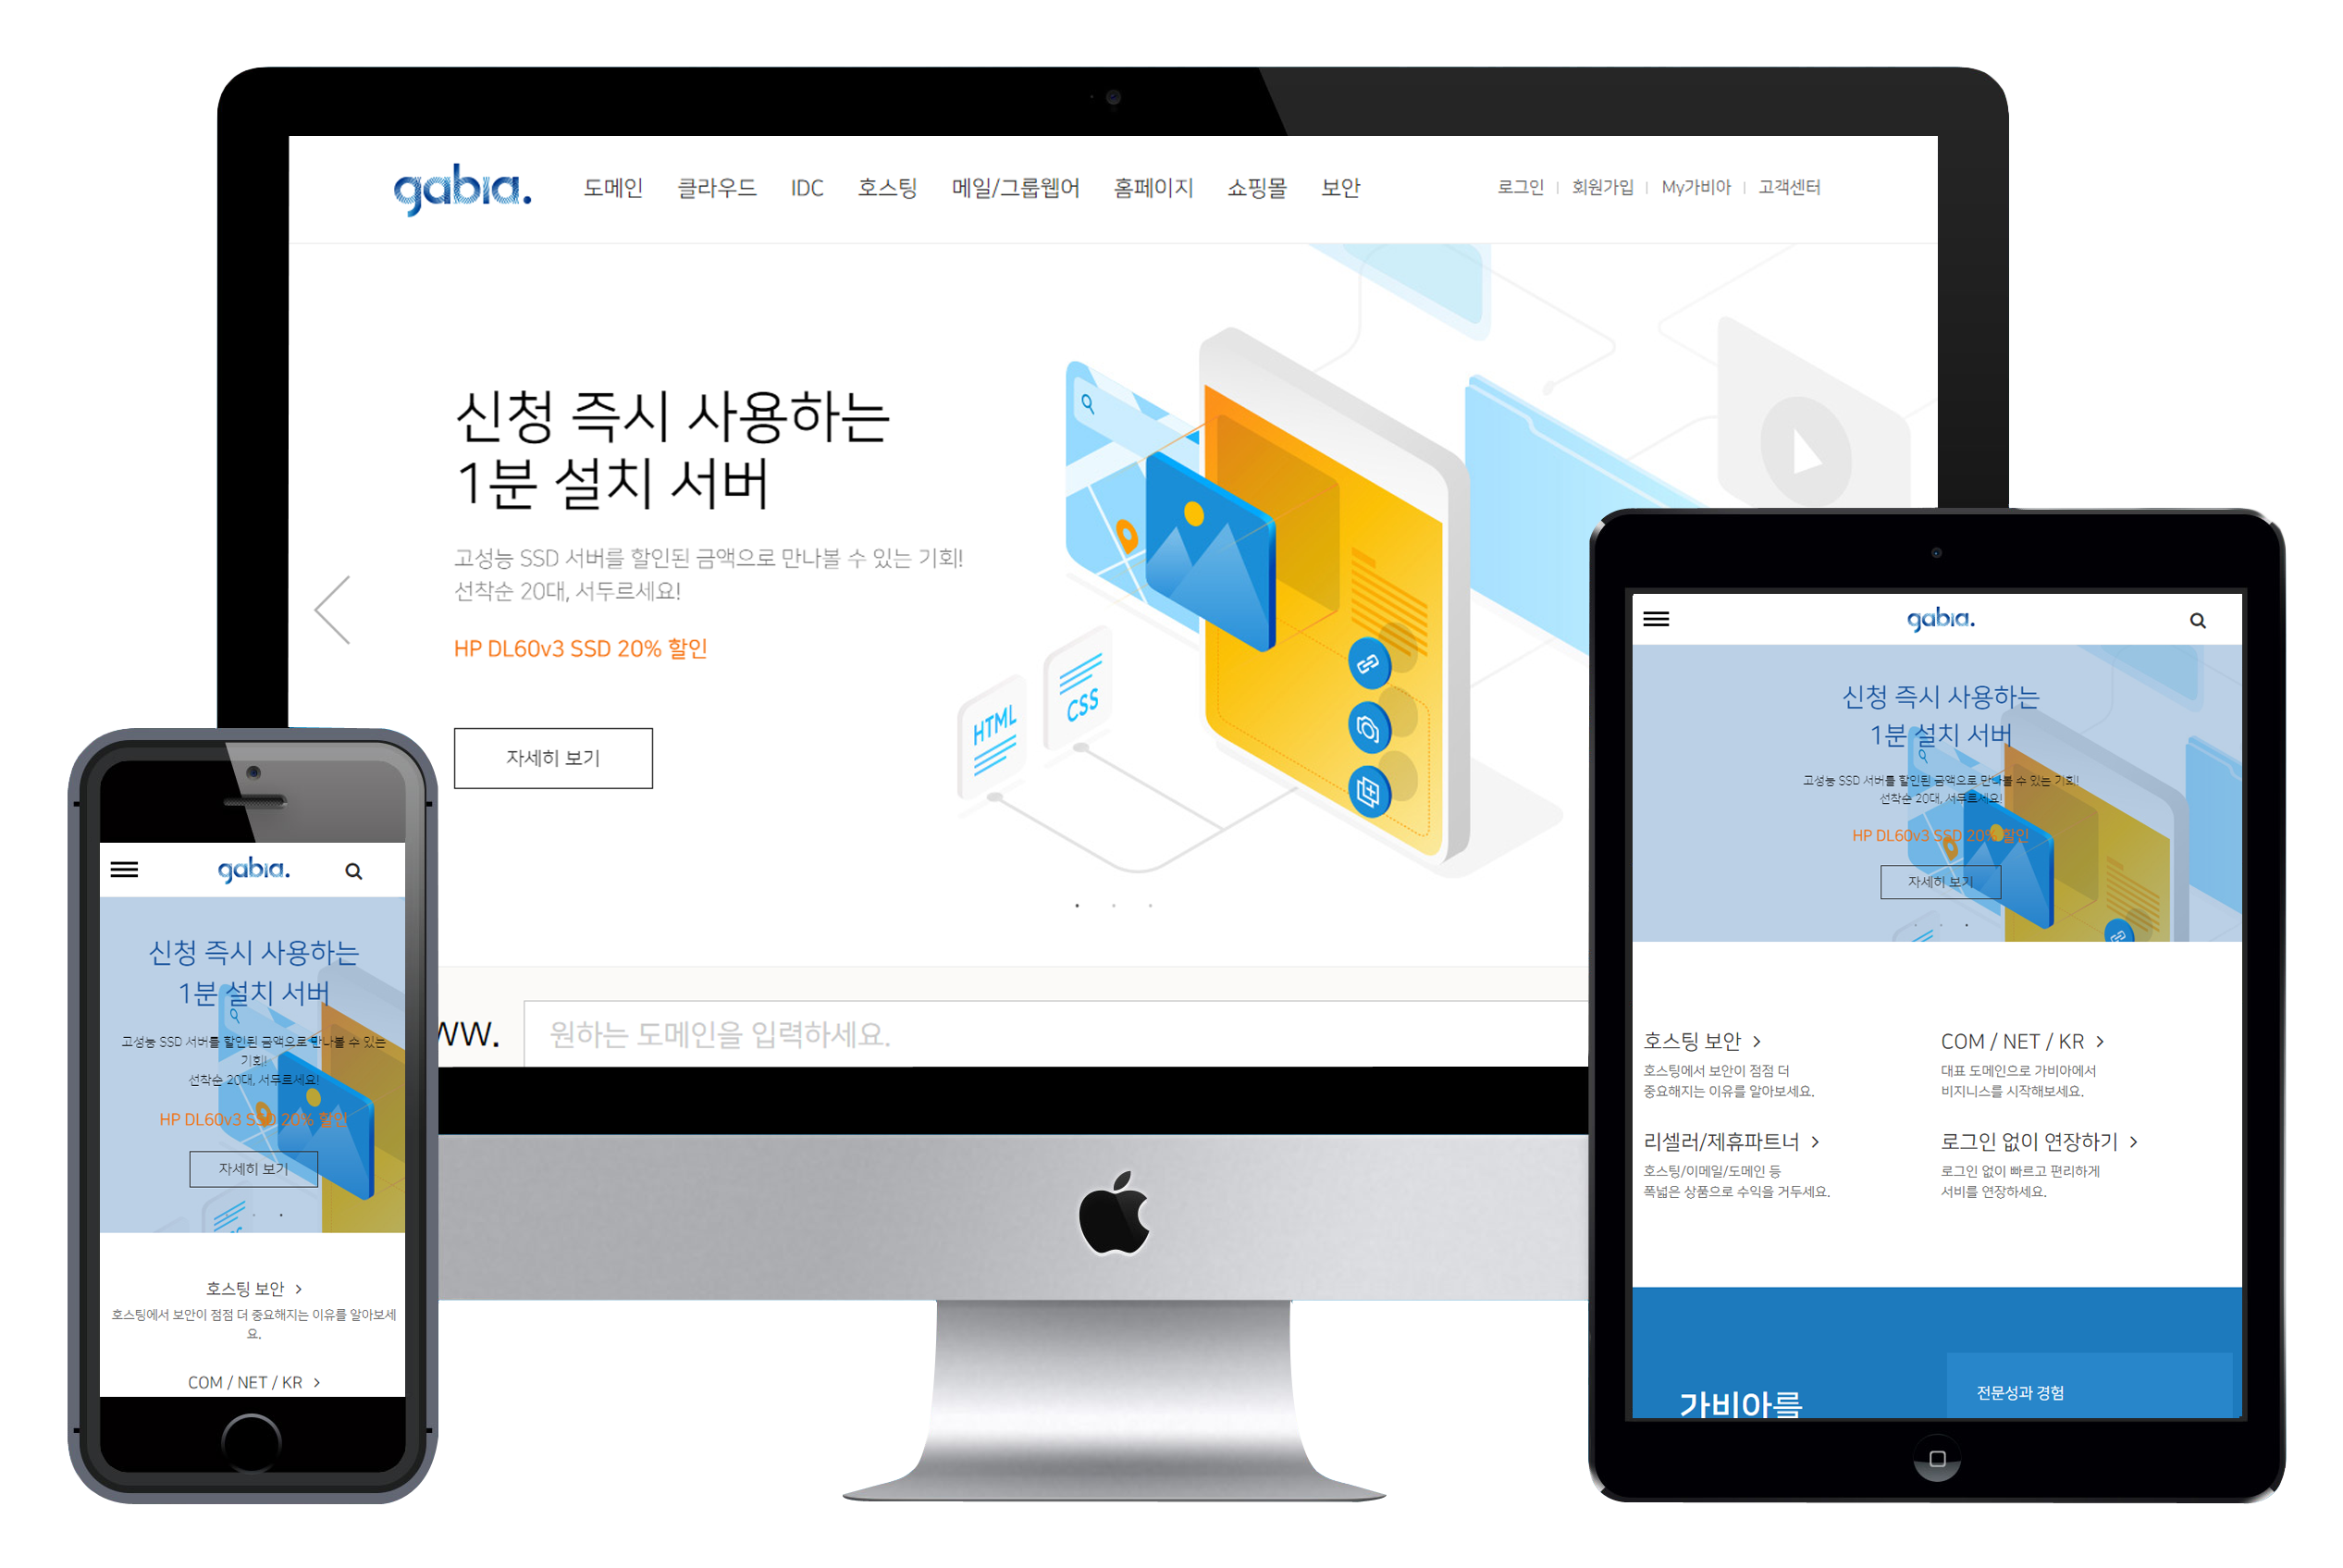 gabia.
도메인 클라우드 IDC 호스팅 메일/그룹웨어 홈페이지 쇼핑몰 보안
로그인 | 회원가입 | My가비아 | 고객센터
신청 즉시 사용하는
1분 설치 서버
고성능 SSD 서버를 할인된 금액으로 만나볼 수 있는 기회!
선착순 20대, 서두르세요!
HP DL60v3 SSD 20% 할인
자세히 보기
HTML
CSS
WW.
원하는 도메인을 입력하세요.
gabia.
신청 즉시 사용하는
1분 설치 서버
고성능 SSD 서버를 할인된 금액으로 만나볼 수 있는
기회!
선착순 20대, 서두르세요!
HP DL60v3 SSD 20% 할인
자세히 보기
호스팅 보안
호스팅에서 보안이 점점 더 중요해지는 이유를 알아보세
요.
COM / NET / KR
gabia.
신청 즉시 사용하는
1분 설치 서버
고성능 SSD 서버를 할인된 금액으로 만나볼 수 있는 기회!
선착순 20대, 서두르세요!
HP DL60v3 SSD 20% 할인
자세히 보기
호스팅 보안
호스팅에서 보안이 점점 더
중요해지는 이유를 알아보세요.
COM / NET / KR
대표 도메인으로 가비아에서
비지니스를 시작해보세요.
리셀러/제휴파트너
호스팅/이메일/도메인 등
폭넓은 상품으로 수익을 거두세요.
로그인 없이 연장하기
로그인 없이 빠르고 편리하게
서비를 연장하세요.
가비아를
전문성과 경험